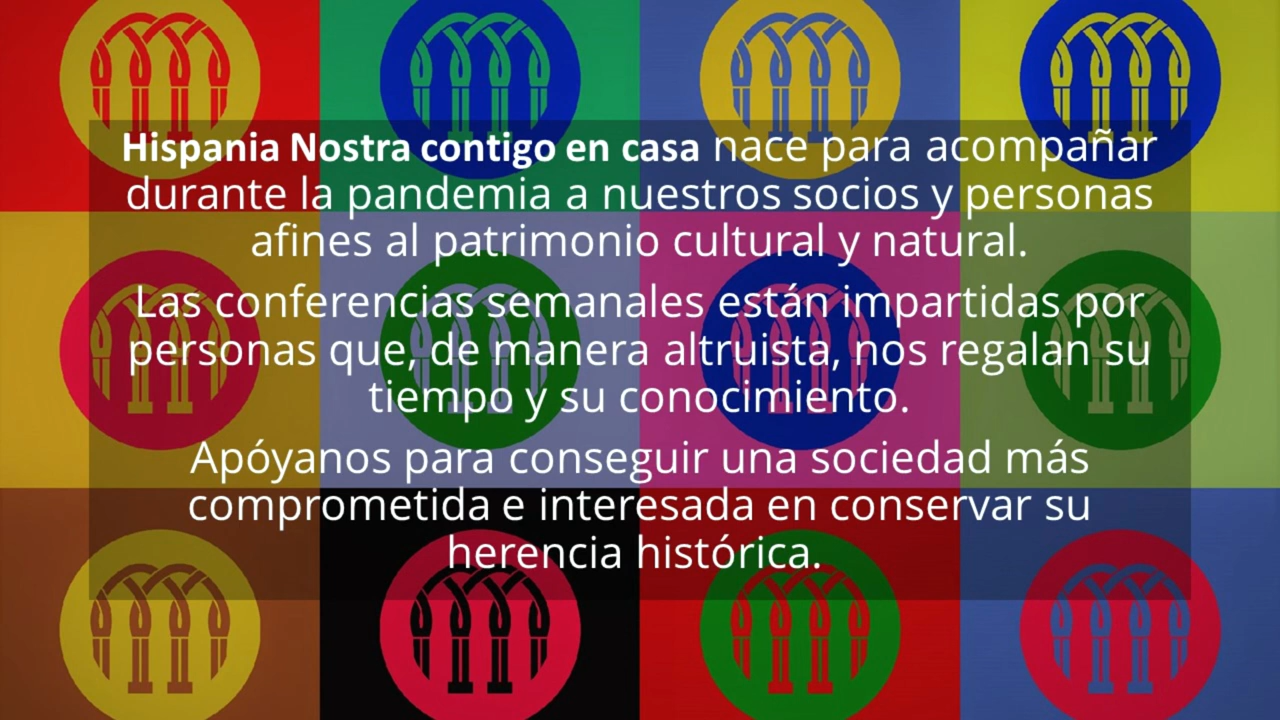 Hispania Nostra contigo en casa nace para acompañar
durante la pandemia a nuestros socios y personas
afines al patrimonio cultural y natural.
Las conferencias semanales están impartidas por
personas que, de manera altruista, nos regalan su
tiempo y su conocimiento.
Apóyanos para conseguir una sociedad más
comprometida e interesada en conservar su
herencia histórica.